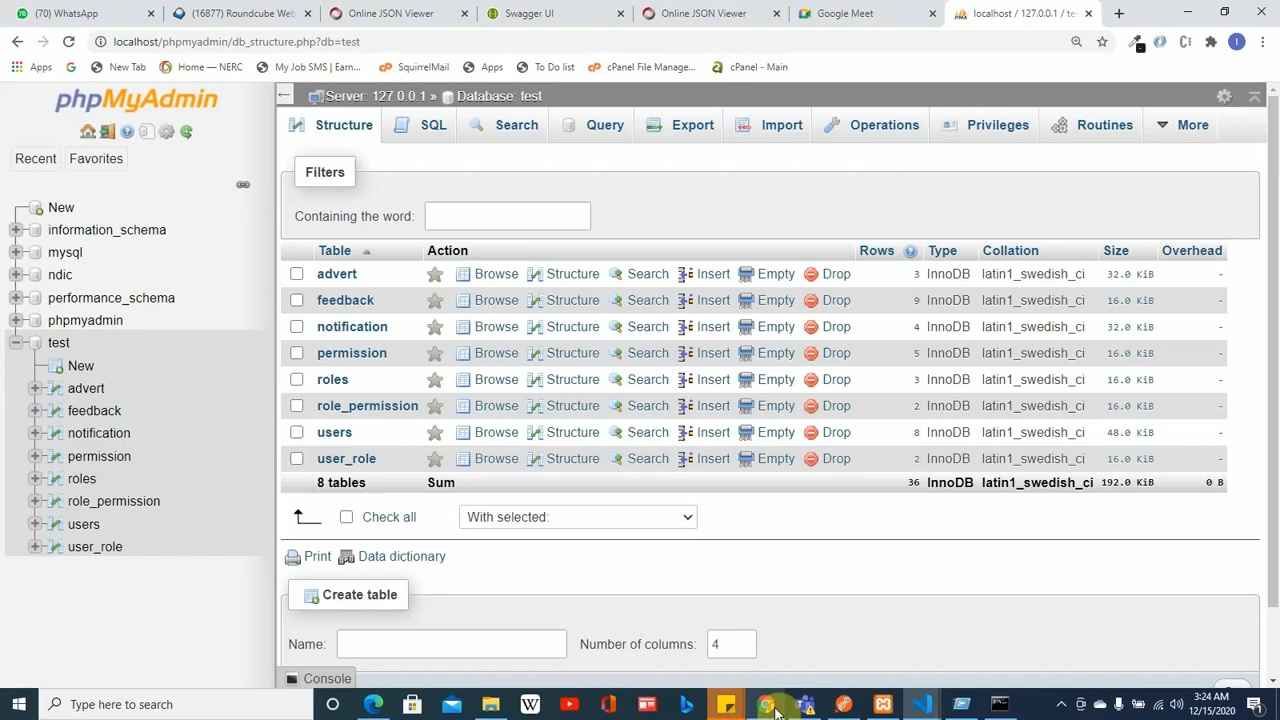 (70) WhatsApp
(16877) Roundcube Web
Online JSON Viewer
Swagger UI
Online JSON Viewer
Google Meet
localhost / 127.0.0.1 / te
localhost/phpmyadmin/db_structure.php?db=test
Apps
New Tab
Home — NERC
My Job SMS | Earn...
SquirrelMail
Apps
To Do list
cPanel File Manage...
cPanel - Main
phpMyAdmin
Recent
Favorites
New
information_schema
mysql
ndic
performance_schema
phpmyadmin
test
New
advert
feedback
notification
permission
roles
role_permission
users
user_role
Server: 127.0.0.1 » Database: test
Structure
SQL
Search
Query
Export
Import
Operations
Privileges
Routines
More
Filters
Containing the word:
Table Action Rows Type Collation Size Overhead
advert Browse Structure Search Insert Empty Drop 3 InnoDB latin1_swedish_ci 32.0 KiB -
feedback Browse Structure Search Insert Empty Drop 9 InnoDB latin1_swedish_ci 16.0 KiB -
notification Browse Structure Search Insert Empty Drop 4 InnoDB latin1_swedish_ci 32.0 KiB -
permission Browse Structure Search Insert Empty Drop 5 InnoDB latin1_swedish_ci 16.0 KiB -
roles Browse Structure Search Insert Empty Drop 3 InnoDB latin1_swedish_ci 16.0 KiB -
role_permission Browse Structure Search Insert Empty Drop 2 InnoDB latin1_swedish_ci 16.0 KiB -
users Browse Structure Search Insert Empty Drop 8 InnoDB latin1_swedish_ci 48.0 KiB -
user_role Browse Structure Search Insert Empty Drop 2 InnoDB latin1_swedish_ci 16.0 KiB -
8 tables Sum 36 InnoDB latin1_swedish_ci 192.0 KiB 0 B
Check all
With selected:
Print
Data dictionary
Create table
Name:
Number of columns: 4
Console
Type here to search
3:24 AM
12/15/2020